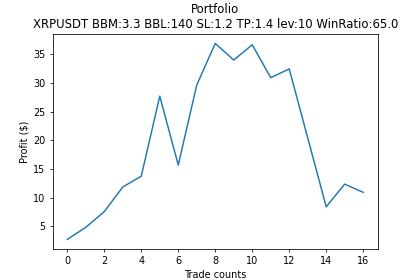 Portfolio
XRPUSDT BBM:3.3 BBL:140 SL:1.2 TP:1.4 lev:10 WinRatio:65.0
35
30
25
20
15
10
5
Profit ($)
0 2 4 6 8 10 12 14 16
Trade counts